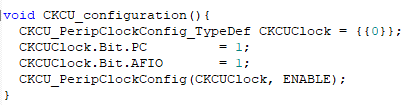 void CKCU_configuration(){
  CKCU_PeripClockConfig_TypeDef CKCUClock = {{0}};
  CKCUClock.Bit.PC         = 1;
  CKCUClock.Bit.AFIO       = 1;
  CKCU_PeripClockConfig(CKCUClock, ENABLE);
}